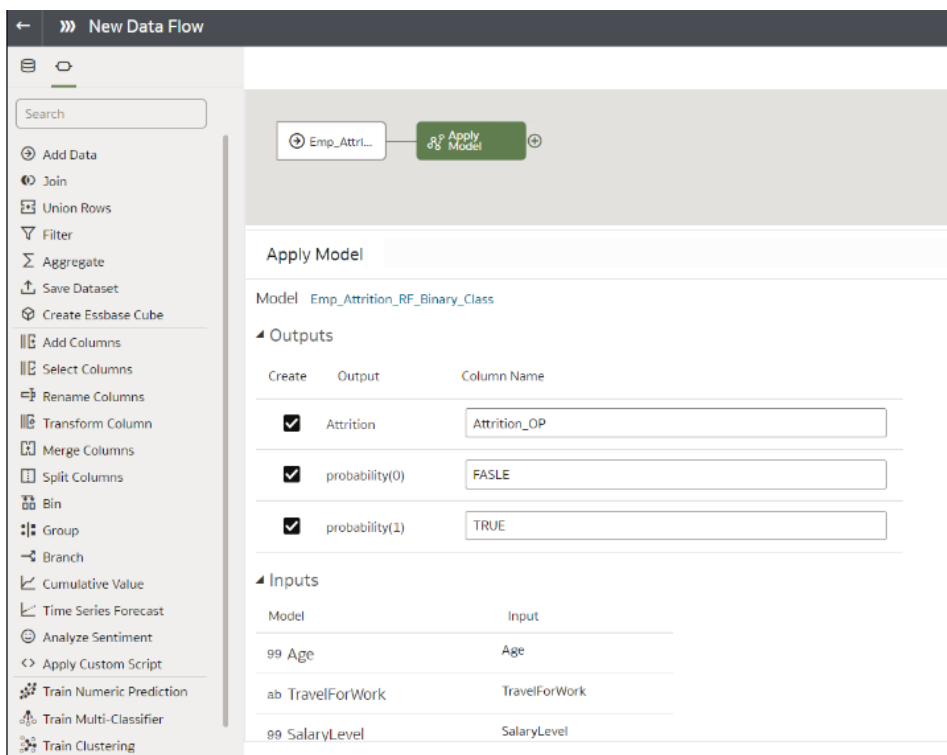 New Data Flow
Search
Add Data
Join
Union Rows
Filter
Aggregate
Save Dataset
Create Essbase Cube
Add Columns
Select Columns
Rename Columns
Transform Column
Merge Columns
Split Columns
Bin
Group
Branch
Cumulative Value
Time Series Forecast
Analyze Sentiment
Apply Custom Script
Train Numeric Prediction
Train Multi-Classifier
Train Clustering
Emp_Attri...
Apply
Model
Apply Model
Model Emp_Attrition_RF_Binary_Class
Outputs
Create Output Column Name
Attrition Attrition_OP
probability(0) FASLE
probability(1) TRUE
Inputs
Model Input
99 Age Age
ab TravelForWork TravelForWork
99 SalaryLevel SalaryLevel